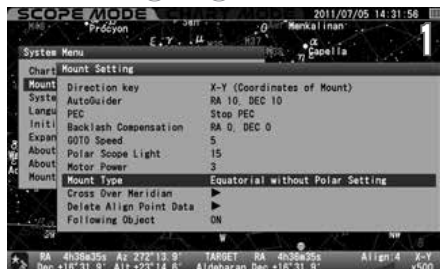 SCOPE MODE
CHART MODE
2011/07/05 14:31:56
Procyon
Menkalinan
Capella
1
System Menu
Mount Setting
Chart
Mount
Syste
Langu
Initi
Expan
About
About
Mount
Direction key X-Y (Coordinates of Mount)
AutoGuider RA 10, DEC 10
PEC Stop PEC
Backlash Compensation RA 0, DEC 0
GOTO Speed 5
Polar Scope Light 15
Motor Power 3
Mount Type Equatorial without Polar Setting
Cross Over Meridian ▶
Delete Align Point Data ▶
Following Object ON
RA 4h36m35s Az 272°13.9' TARGET RA 4h36m35s Align:4 X-Y
Dec +16°31.9' Alt +23°14.6' Aldebaran Dec +16°31.9' x500